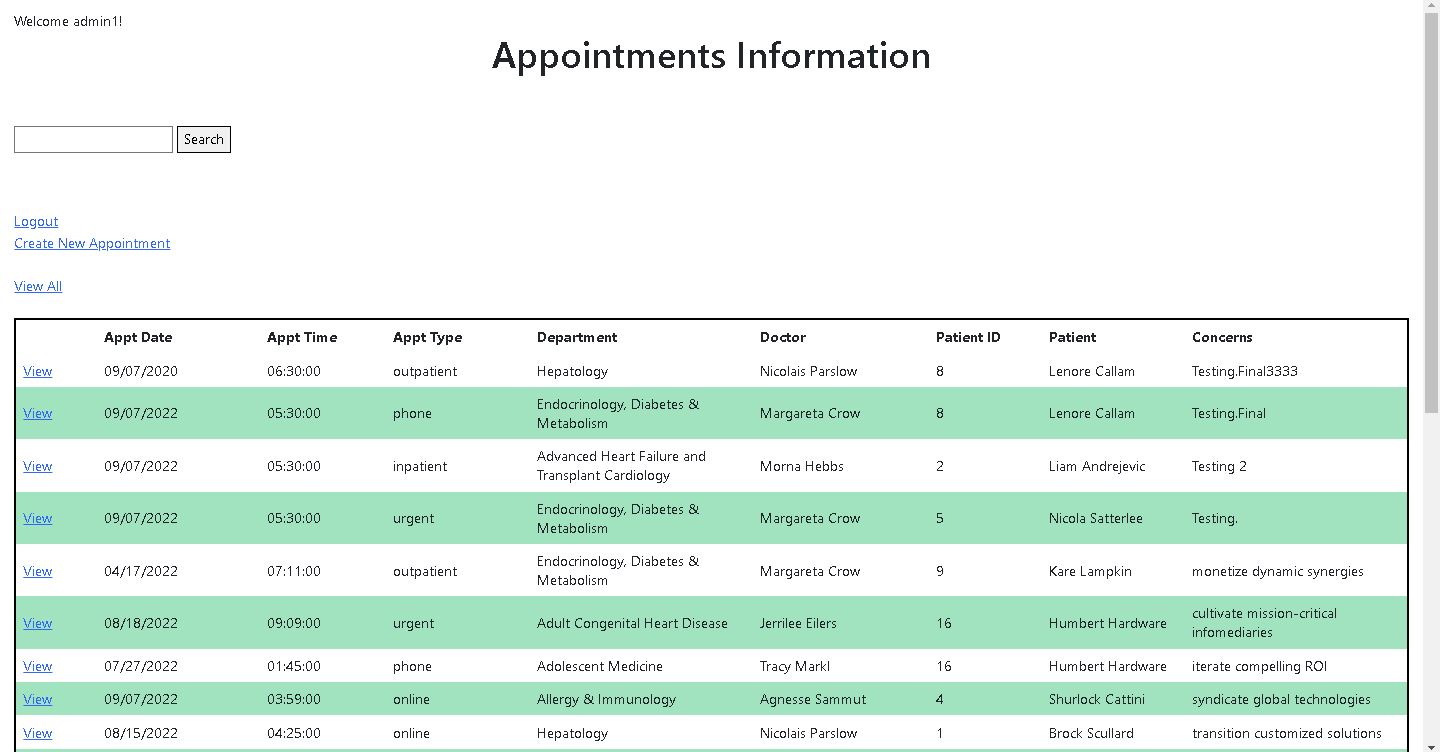 Welcome admin1!
Appointments Information
Search
Logout
Create New Appointment
View All
Appt Date Appt Time Appt Type Department Doctor Patient ID Patient Concerns
View 09/07/2020 06:30:00 outpatient Hepatology Nicolais Parslow 8 Lenore Callam Testing.Final3333
View 09/07/2022 05:30:00 phone Endocrinology, Diabetes & Metabolism Margareta Crow 8 Lenore Callam Testing.Final
View 09/07/2022 05:30:00 inpatient Advanced Heart Failure and Transplant Cardiology Morna Hebbs 2 Liam Andrejevic Testing 2
View 09/07/2022 05:30:00 urgent Endocrinology, Diabetes & Metabolism Margareta Crow 5 Nicola Satterlee Testing.
View 04/17/2022 07:11:00 outpatient Endocrinology, Diabetes & Metabolism Margareta Crow 9 Kare Lampkin monetize dynamic synergies
View 08/18/2022 09:09:00 urgent Adult Congenital Heart Disease Jerrilee Eilers 16 Humbert Hardware cultivate mission-critical infomediaries
View 07/27/2022 01:45:00 phone Adolescent Medicine Tracy Markl 16 Humbert Hardware iterate compelling ROI
View 09/07/2022 03:59:00 online Allergy & Immunology Agnesse Sammut 4 Shurlock Cattini syndicate global technologies
View 08/15/2022 04:25:00 online Hepatology Nicolais Parslow 1 Brock Scullard transition customized solutions